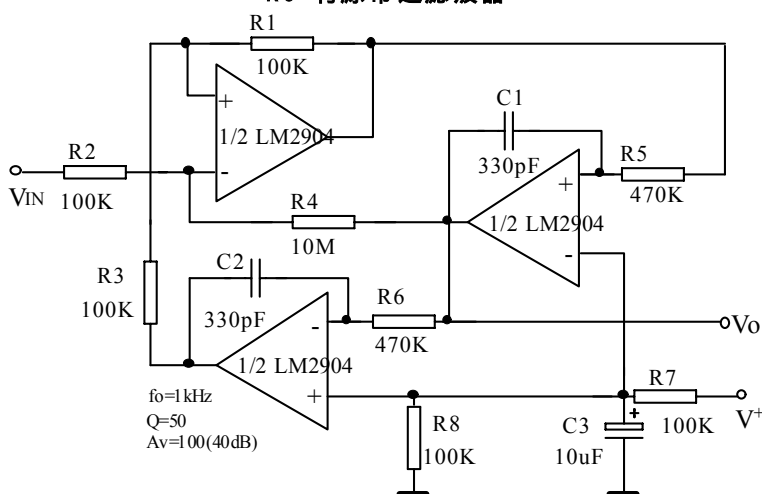 R1
100K
+
1/2 LM2904
-
R2
VIN
100K
C1
330pF
R5
470K
+
1/2 LM2904
-
R4
10M
R3
100K
C2
330pF
R6
470K
-
1/2 LM2904
+
Vo
fo=1kHz
Q=50
Av=100(40dB)
R7
100K
V+
R8
100K
C3
+
10uF